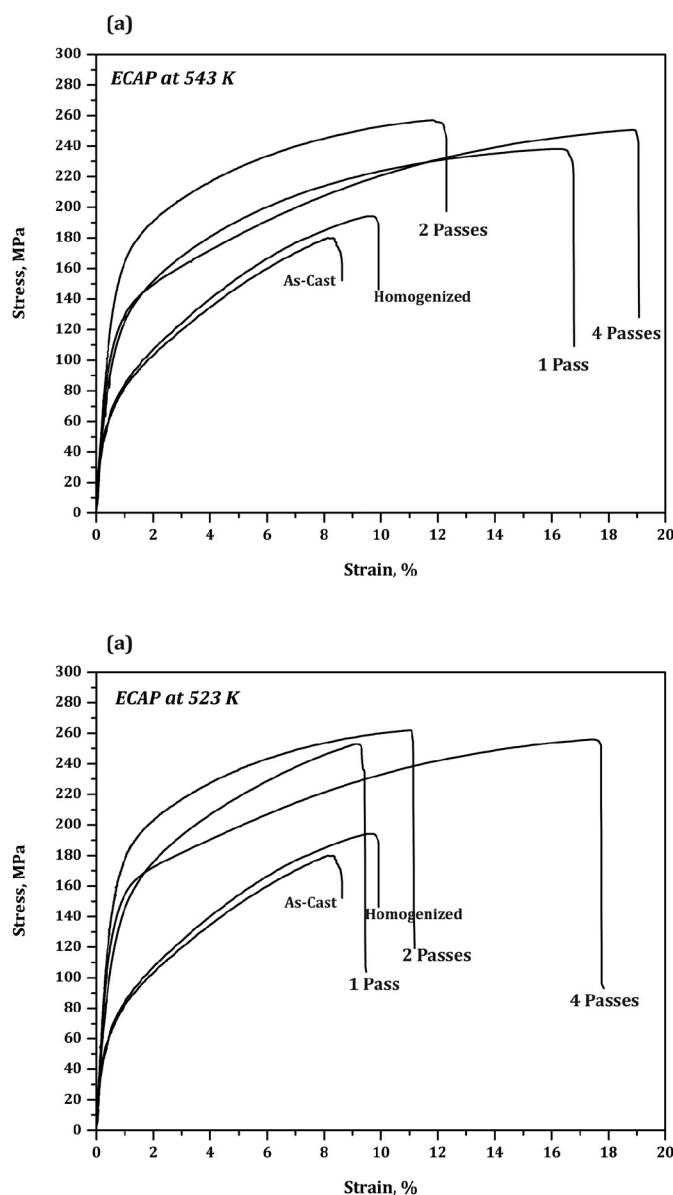 (a)
ECAP at 543 K
300
280
260
240
220
200
180
160
140
120
100
80
60
40
20
0
Stress, MPa
2 Passes
As-Cast
Homogenized
4 Passes
1 Pass
0 2 4 6 8 10 12 14 16 18 20
Strain, %
(a)
ECAP at 523 K
300
280
260
240
220
200
180
160
140
120
100
80
60
40
20
0
Stress, MPa
As-Cast
Homogenized
2 Passes
1 Pass
4 Passes
0 2 4 6 8 10 12 14 16 18 20
Strain, %